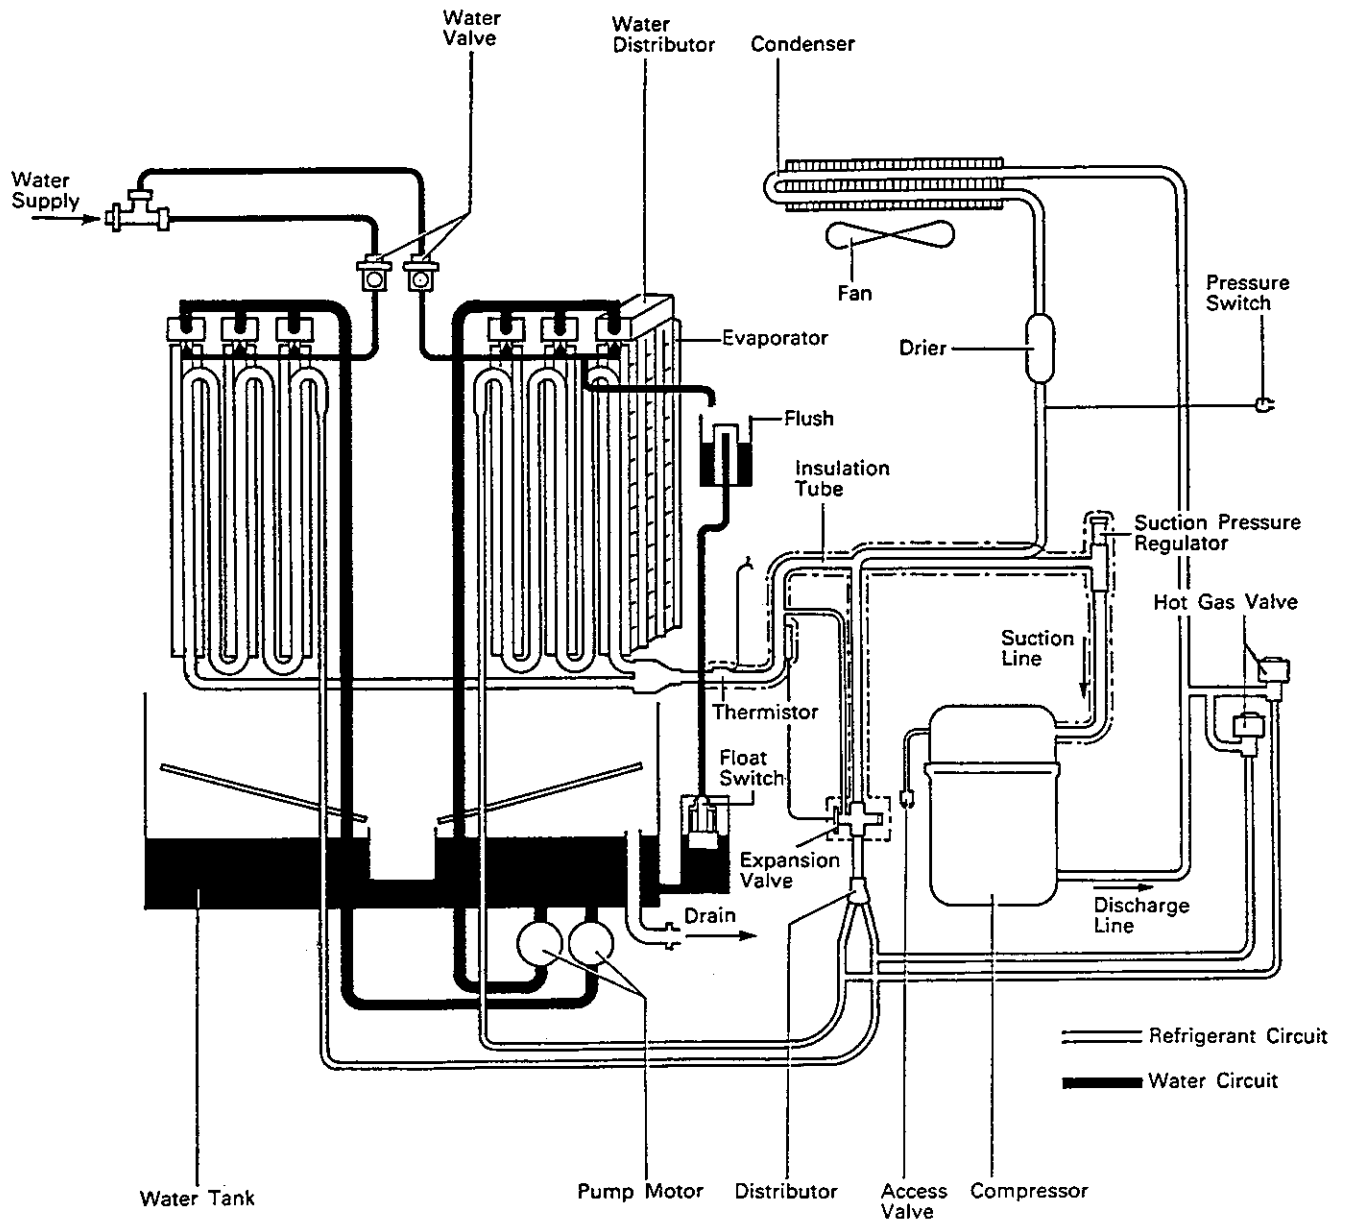 Water
Valve
Water
Distributor
Condenser
Water
Supply
Fan
Pressure
Switch
Evaporator
Drier
Flush
Insulation
Tube
Suction Pressure
Regulator
Hot Gas Valve
Suction
Line
Thermistor
Float
Switch
Expansion
Valve
Discharge
Line
Drain
Refrigerant Circuit
Water Circuit
Water Tank
Pump Motor
Distributor
Access
Valve
Compressor